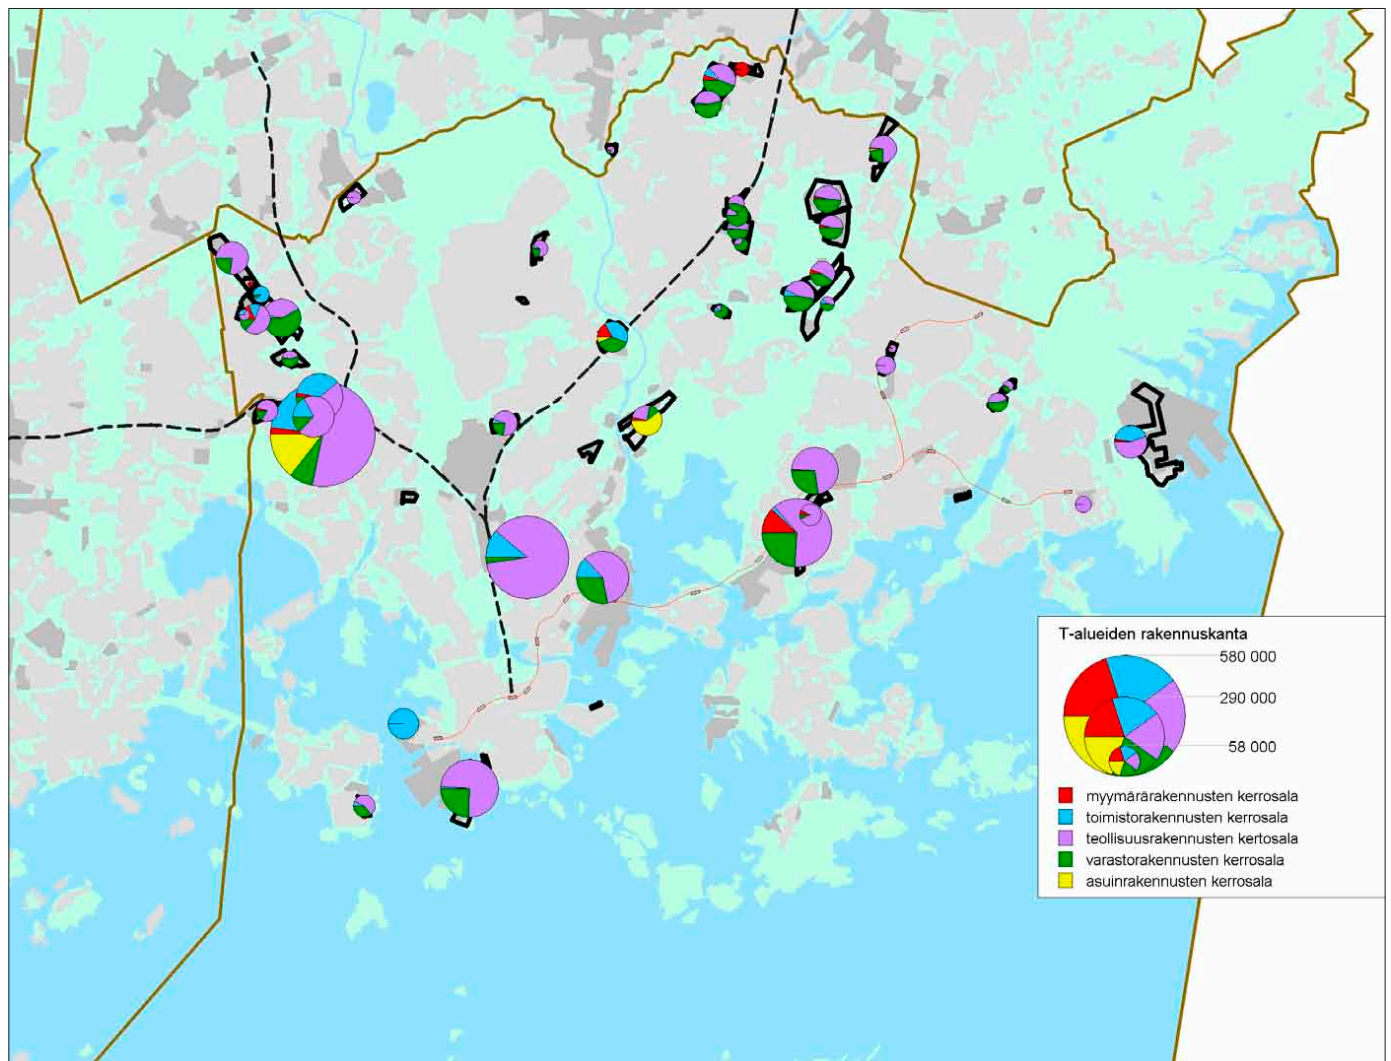 T-alueiden rakennuskanta
580 000
290 000
58 000
myymärärakennusten kerrosala
toimistorakennusten kerrosala
teollisuusrakennusten kertosala
varastorakennusten kerrosala
asuinrakennusten kerrosala